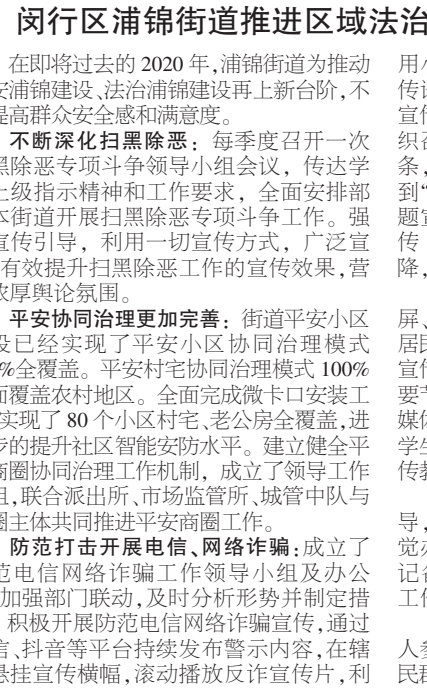 闵行区浦锦街道推进区域法治
在即将过去的 2020 年,浦锦街道为推动
安浦锦建设、法治浦锦建设再上新台阶,不
提高群众安全感和满意度。
不断深化扫黑除恶：每季度召开一次
黑除恶专项斗争领导小组会议，传达学
上级指示精神和工作要求，全面安排部
本街道开展扫黑除恶专项斗争工作。强
宣传引导，利用一切宣传方式，广泛宣
有效提升扫黑除恶工作的宣传效果,营
浓厚舆论氛围。
平安协同治理更加完善：街道平安小区
设已经实现了平安小区协同治理模式
%全覆盖。平安村宅协同治理模式 100%
面覆盖农村地区。全面完成微卡口安装工
实现了 80 个小区村宅、老公房全覆盖,进
步的提升社区智能安防水平。建立健全平
商圈协同治理工作机制，成立了领导工作
组,联合派出所、市场监管所、城管中队与
圈主体共同推进平安商圈工作。
防范打击开展电信、网络诈骗：成立了
范电信网络诈骗工作领导小组及办公
加强部门联动,及时分析形势并制定措
积极开展防范电信网络诈骗宣传,通过
信、抖音等平台持续发布警示内容,在辖
悬挂宣传横幅,滚动播放反诈宣传片,利
用小
传诈
宣传
织召
条，
到“
题宣
传
降，
屏、
居民
宣传
要节
媒体
学生
传教
导，
觉办
记者
工作
人参
民群